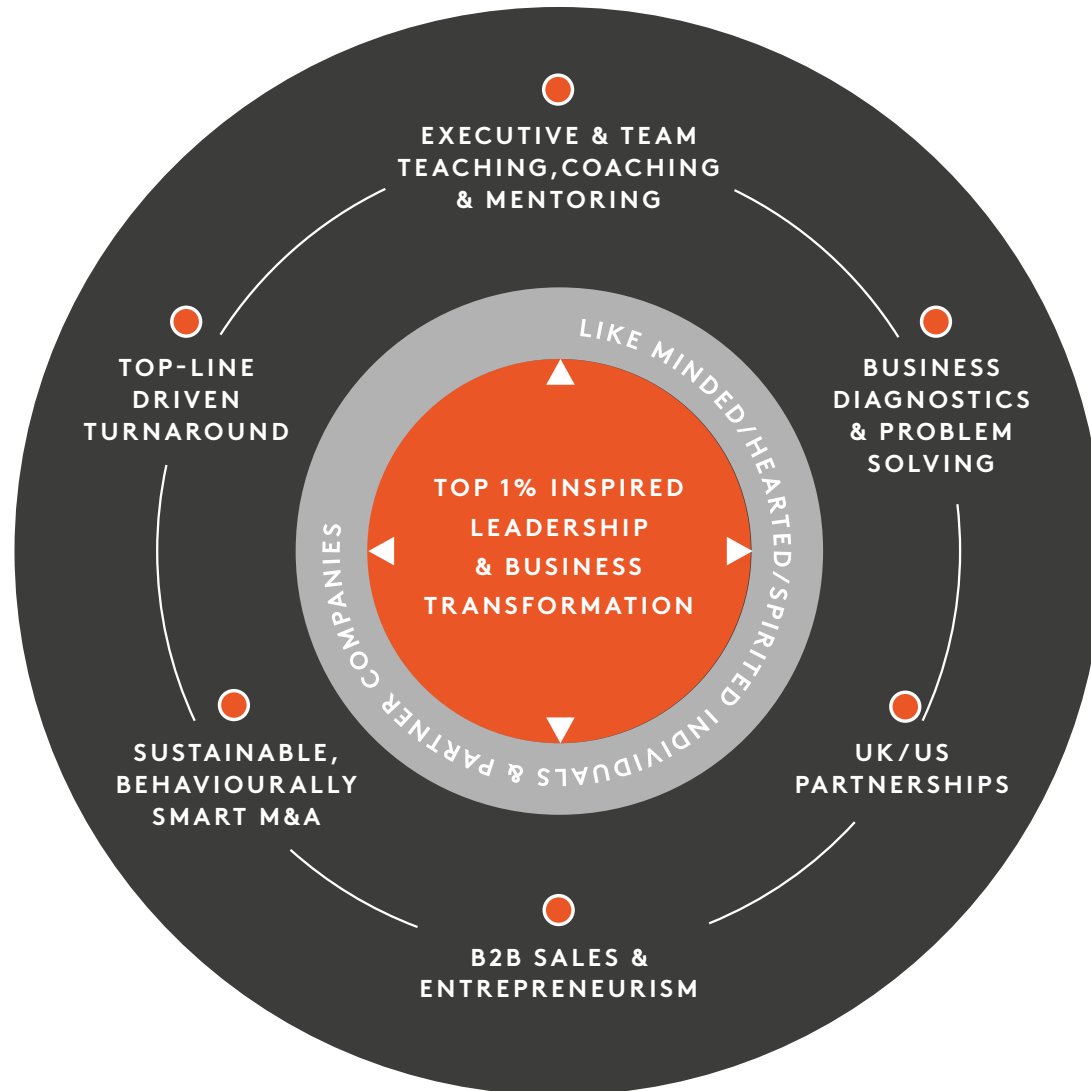 EXECUTIVE & TEAM
TEACHING,COACHING
& MENTORING
TOP-LINE
DRIVEN
TURNAROUND
BUSINESS
DIAGNOSTICS
& PROBLEM
SOLVING
LIKE MINDED/HEARTED/SPIRITED INDIVIDUALS & PARTNER COMPANIES
TOP 1% INSPIRED
LEADERSHIP
& BUSINESS
TRANSFORMATION
SUSTAINABLE,
BEHAVIOURALLY
SMART M&A
UK/US
PARTNERSHIPS
B2B SALES &
ENTREPRENEURISM